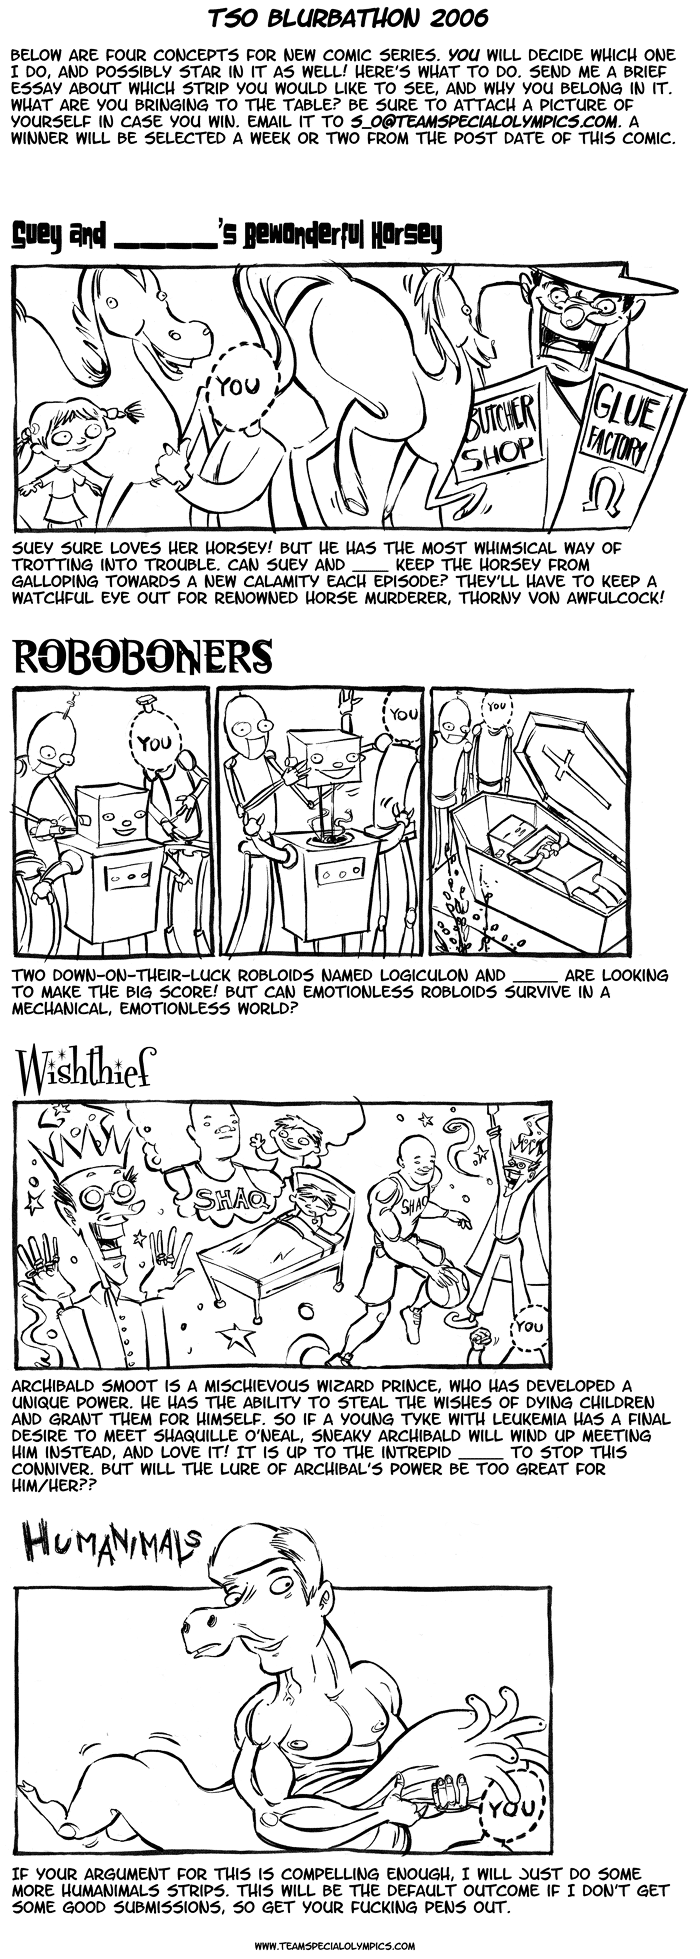 TSO BLURBATHON 2006
BELOW ARE FOUR CONCEPTS FOR NEW COMIC SERIES. YOU WILL DECIDE WHICH ONE
I DO, AND POSSIBLY STAR IN IT AS WELL! HERE'S WHAT TO DO. SEND ME A BRIEF
ESSAY ABOUT WHICH STRIP YOU WOULD LIKE TO SEE, AND WHY YOU BELONG IN IT.
WHAT ARE YOU BRINGING TO THE TABLE? BE SURE TO ATTACH A PICTURE OF
YOURSELF IN CASE YOU WIN. EMAIL IT TO S_O@TEAMSPECIALOLYMPICS.COM. A
WINNER WILL BE SELECTED A WEEK OR TWO FROM THE POST DATE OF THIS COMIC.
Suey and ______'s Bewonderful Horsey
YOU
BUTCHER
SHOP
GLUE
FACTORY
SUEY SURE LOVES HER HORSEY! BUT HE HAS THE MOST WHIMSICAL WAY OF
TROTTING INTO TROUBLE. CAN SUEY AND ____ KEEP THE HORSEY FROM
GALLOPING TOWARDS A NEW CALAMITY EACH EPISODE? THEY'LL HAVE TO KEEP A
WATCHFUL EYE OUT FOR RENOWNED HORSE MURDERER, THORNY VON AWFULCOCK!
ROBOBONERS
YOU
YOU
YOU
TWO DOWN-ON-THEIR-LUCK ROBLOIDS NAMED LOGICULON AND _____ ARE LOOKING
TO MAKE THE BIG SCORE! BUT CAN EMOTIONLESS ROBLOIDS SURVIVE IN A
MECHANICAL, EMOTIONLESS WORLD?
Wishthief
SHAQ
SHAQ
YOU
ARCHIBALD SMOOT IS A MISCHIEVOUS WIZARD PRINCE, WHO HAS DEVELOPED A
UNIQUE POWER. HE HAS THE ABILITY TO STEAL THE WISHES OF DYING CHILDREN
AND GRANT THEM FOR HIMSELF. SO IF A YOUNG TYKE WITH LEUKEMIA HAS A FINAL
DESIRE TO MEET SHAQUILLE O'NEAL, SNEAKY ARCHIBALD WILL WIND UP MEETING
HIM INSTEAD, AND LOVE IT! IT IS UP TO THE INTREPID _____ TO STOP THIS
CONNIVER. BUT WILL THE LURE OF ARCHIBAL'S POWER BE TOO GREAT FOR
HIM/HER??
HUMANIMALS
YOU
IF YOUR ARGUMENT FOR THIS IS COMPELLING ENOUGH, I WILL JUST DO SOME
MORE HUMANIMALS STRIPS. THIS WILL BE THE DEFAULT OUTCOME IF I DON'T GET
SOME GOOD SUBMISSIONS, SO GET YOUR FUCKING PENS OUT.
WWW.TEAMSPECIALOLYMPICS.COM